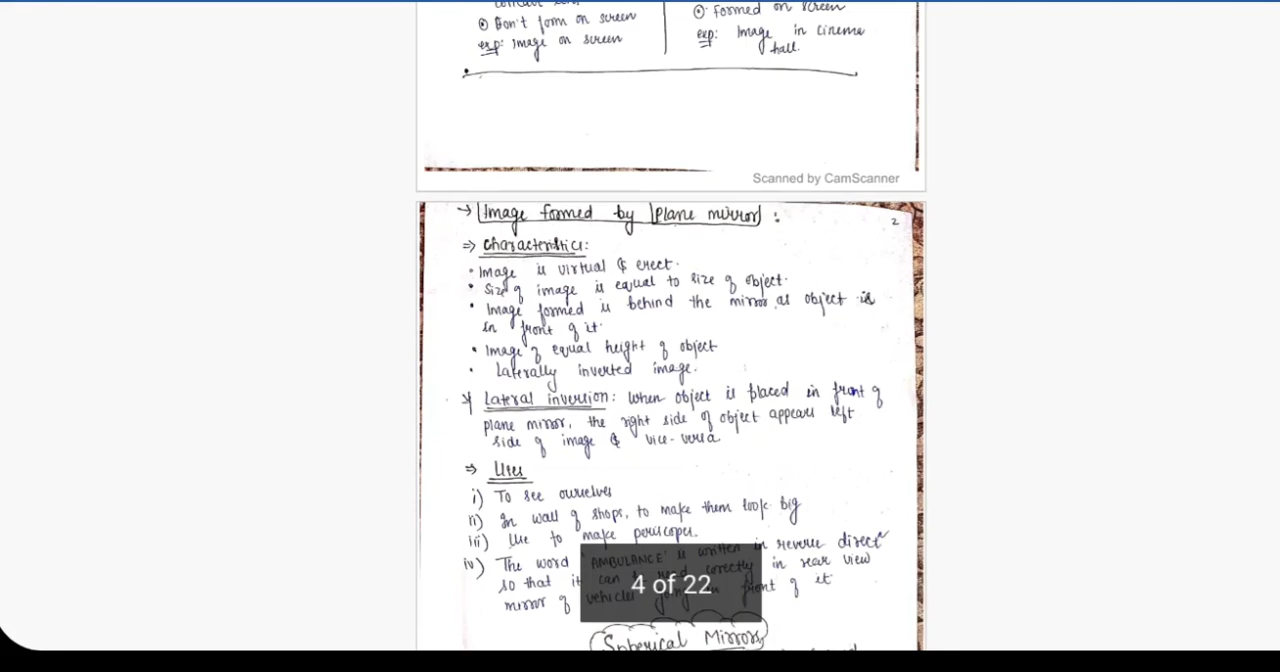 ⊙ Don't form on screen
exp: Image on screen
⊙ Formed on screen
exp: Image in cinema
hall.
Scanned by CamScanner
2
→ Image formed by plane mirror :
⇒ Characteristics:
• Image is virtual & erect.
• Size of image is equal to size of object.
• Image formed is behind the mirror as object is
in front of it.
• Image of equal height of object
• Laterally inverted image.
Lateral inversion: When object is placed in front of
plane mirror, the right side of object appears left
side of image & vice-versa
⇒ Uses
i) To see ourselves
ii) In wall of shops, to make them look big
iii) Use to make periscopes.
iv) The word 'AMBULANCE' is written in reverse directn
so that it can correctly in rear view
mirror of vehicles front of it
4 of 22
Spherical Mirrors